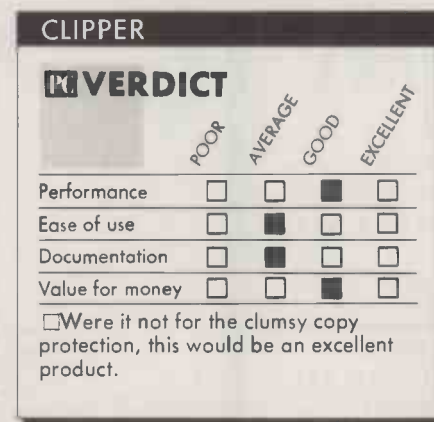 CLIPPER
PC VERDICT
POOR AVERAGE GOOD EXCELLENT
Performance
Ease of use
Documentation
Value for money
Were it not for the clumsy copy
protection, this would be an excellent
product.